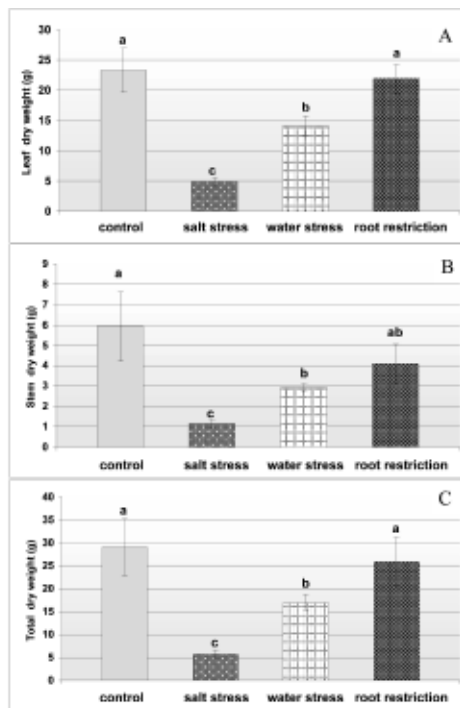 A
Leaf dry weight (g)
30
25
20
15
10
5
0
a
c
b
a
control salt stress water stress root restriction
B
Stem dry weight (g)
9
8
7
6
5
4
3
2
1
0
a
c
b
ab
control salt stress water stress root restriction
C
Total dry weight (g)
40
35
30
25
20
15
10
5
0
a
c
b
a
control salt stress water stress root restriction